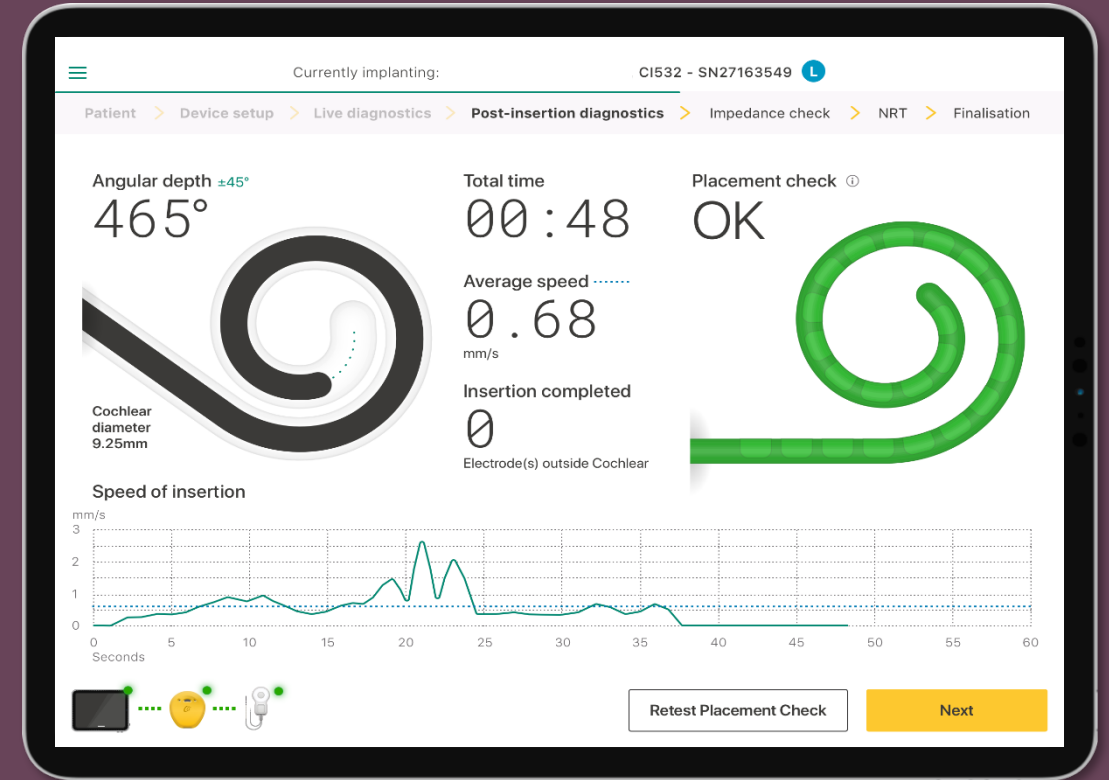 Currently implanting:
CI532 - SN27163549 L
Patient > Device setup > Live diagnostics > Post-insertion diagnostics > Impedance check > NRT > Finalisation
Angular depth ±45°
465°
Total time
00:48
Placement check
OK
Average speed
0.68
mm/s
Insertion completed
0
Electrode(s) outside Cochlear
Cochlear
diameter
9.25mm
Speed of insertion
mm/s
3
2
1
0
0 5 10 15 20 25 30 35 40 45 50 55 60
Seconds
Retest Placement Check
Next